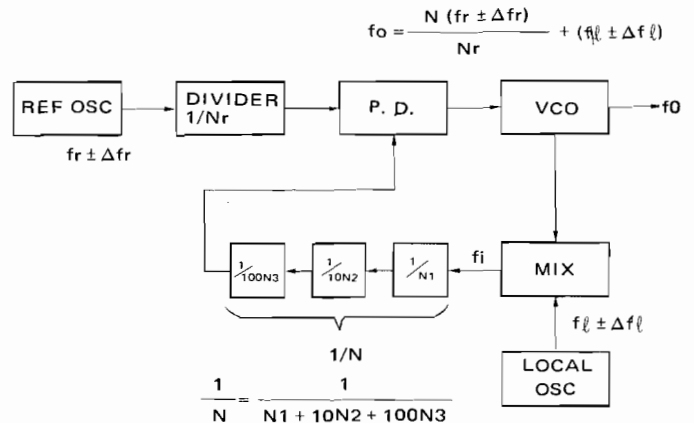 fo = N (fr ± Δfr) / Nr + (fℓ ± Δfℓ)
REF OSC
DIVIDER
1/Nr
P. D.
VCO
f0
fr ± Δfr
1/100N3
1/10N2
1/N1
fi
MIX
fℓ ± Δfℓ
1/N
LOCAL
OSC
1/N = 1 / N1 + 10N2 + 100N3